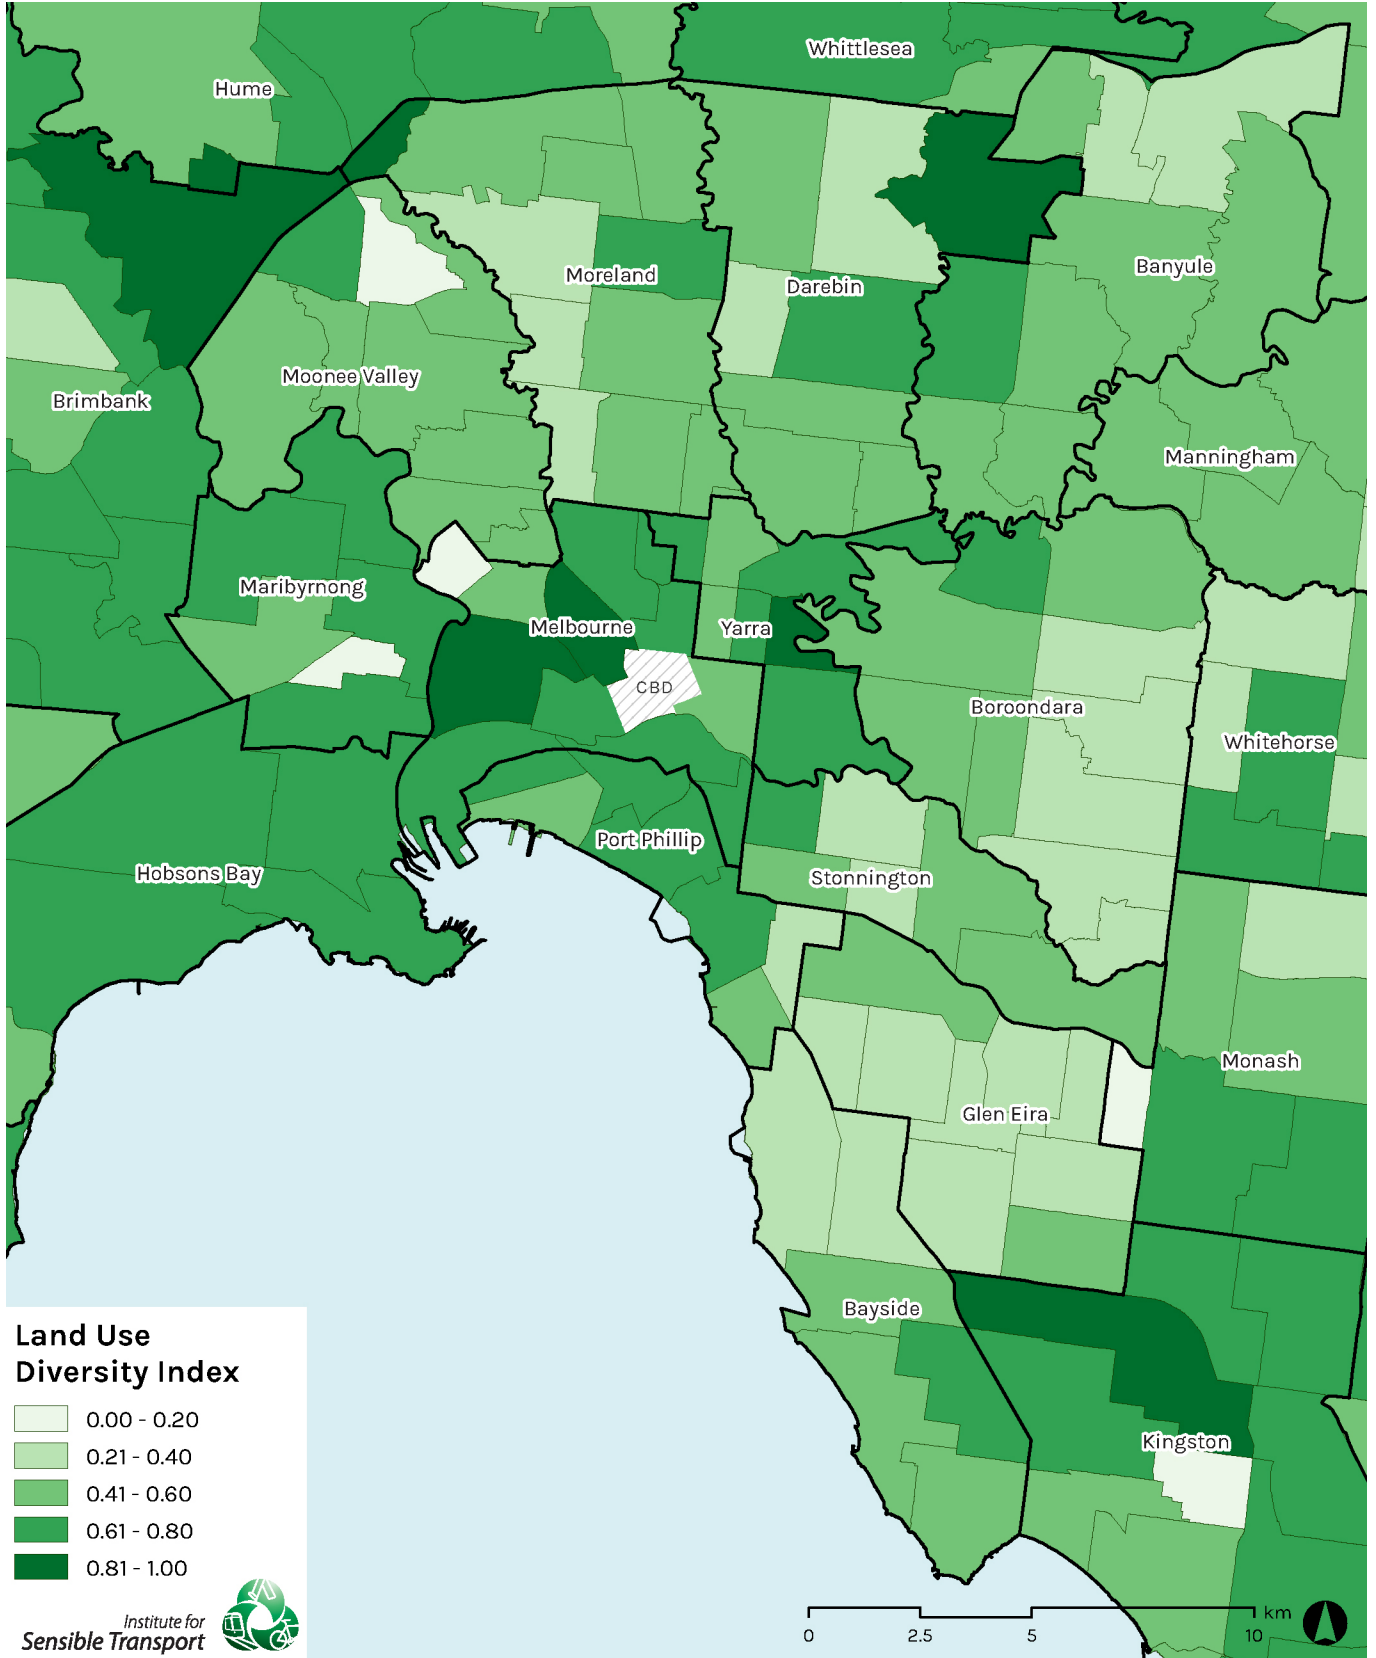 Whittlesea
Hume
Moreland
Darebin
Banyule
Moonee Valley
Brimbank
Manningham
Maribyrnong
Melbourne
Yarra
CBD
Boroondara
Whitehorse
Port Phillip
Hobsons Bay
Stonnington
Monash
Glen Eira
Bayside
Kingston
Land Use
Diversity Index
0.00 - 0.20
0.21 - 0.40
0.41 - 0.60
0.61 - 0.80
0.81 - 1.00
Institute for
Sensible Transport
km
0 2.5 5 10